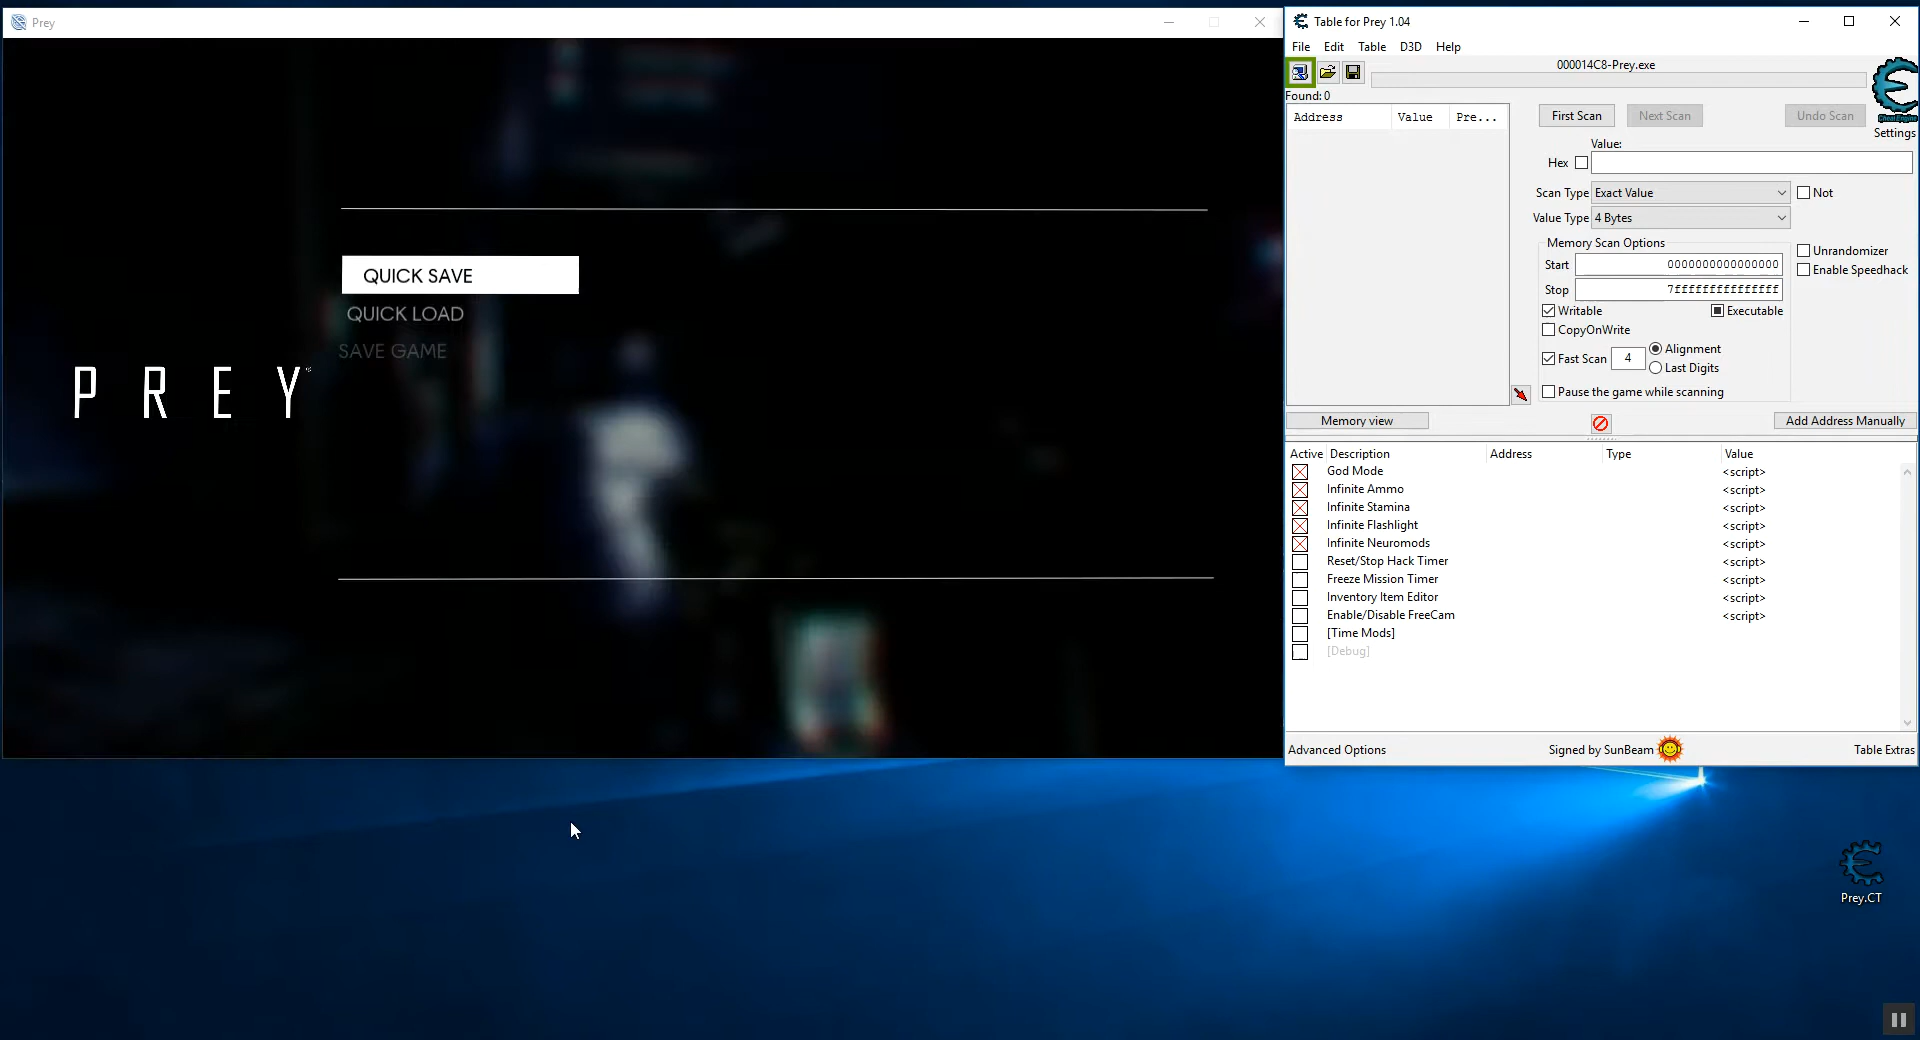 Prey
QUICK SAVE
QUICK LOAD
SAVE GAME
PREY
Table for Prey 1.04
File Edit Table D3D Help
000014C8-Prey.exe
Found: 0
Address Value Pre...
First Scan Next Scan Undo Scan
Settings
Value:
Hex
Scan Type Exact Value Not
Value Type 4 Bytes
Memory Scan Options
Start 0000000000000000
Stop 7fffffffffffffff
Unrandomizer
Enable Speedhack
Writable Executable
CopyOnWrite
Fast Scan 4 Alignment
Last Digits
Pause the game while scanning
Memory view Add Address Manually
Active Description Address Type Value
God Mode <script>
Infinite Ammo <script>
Infinite Stamina <script>
Infinite Flashlight <script>
Infinite Neuromods <script>
Reset/Stop Hack Timer <script>
Freeze Mission Timer <script>
Inventory Item Editor <script>
Enable/Disable FreeCam <script>
[Time Mods]
[Debug]
Advanced Options Signed by SunBeam Table Extras
Prey.CT